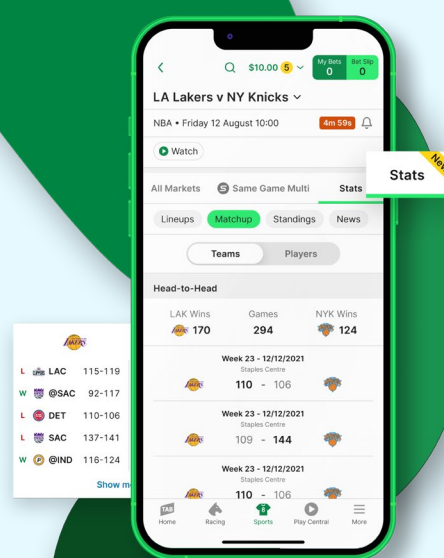 My Bets
0
Bet Slip
0
$10.00 5
LA Lakers v NY Knicks
NBA • Friday 12 August 10:00
4m 59s
Watch
All Markets
Same Game Multi
Stats
Stats
New
Lineups
Matchup
Standings
News
Teams
Players
Head-to-Head
LAK Wins
Games
NYK Wins
170
294
124
Week 23 - 12/12/2021
Staples Centre
110 - 106
Week 23 - 12/12/2021
Staples Centre
109 - 144
Week 23 - 12/12/2021
Staples Centre
110 - 106
TAB
Home
Racing
Sports
Play Central
More
LAKERS
L LAC 115-119
W @SAC 92-117
L DET 110-106
L SAC 137-141
W @IND 116-124
Show